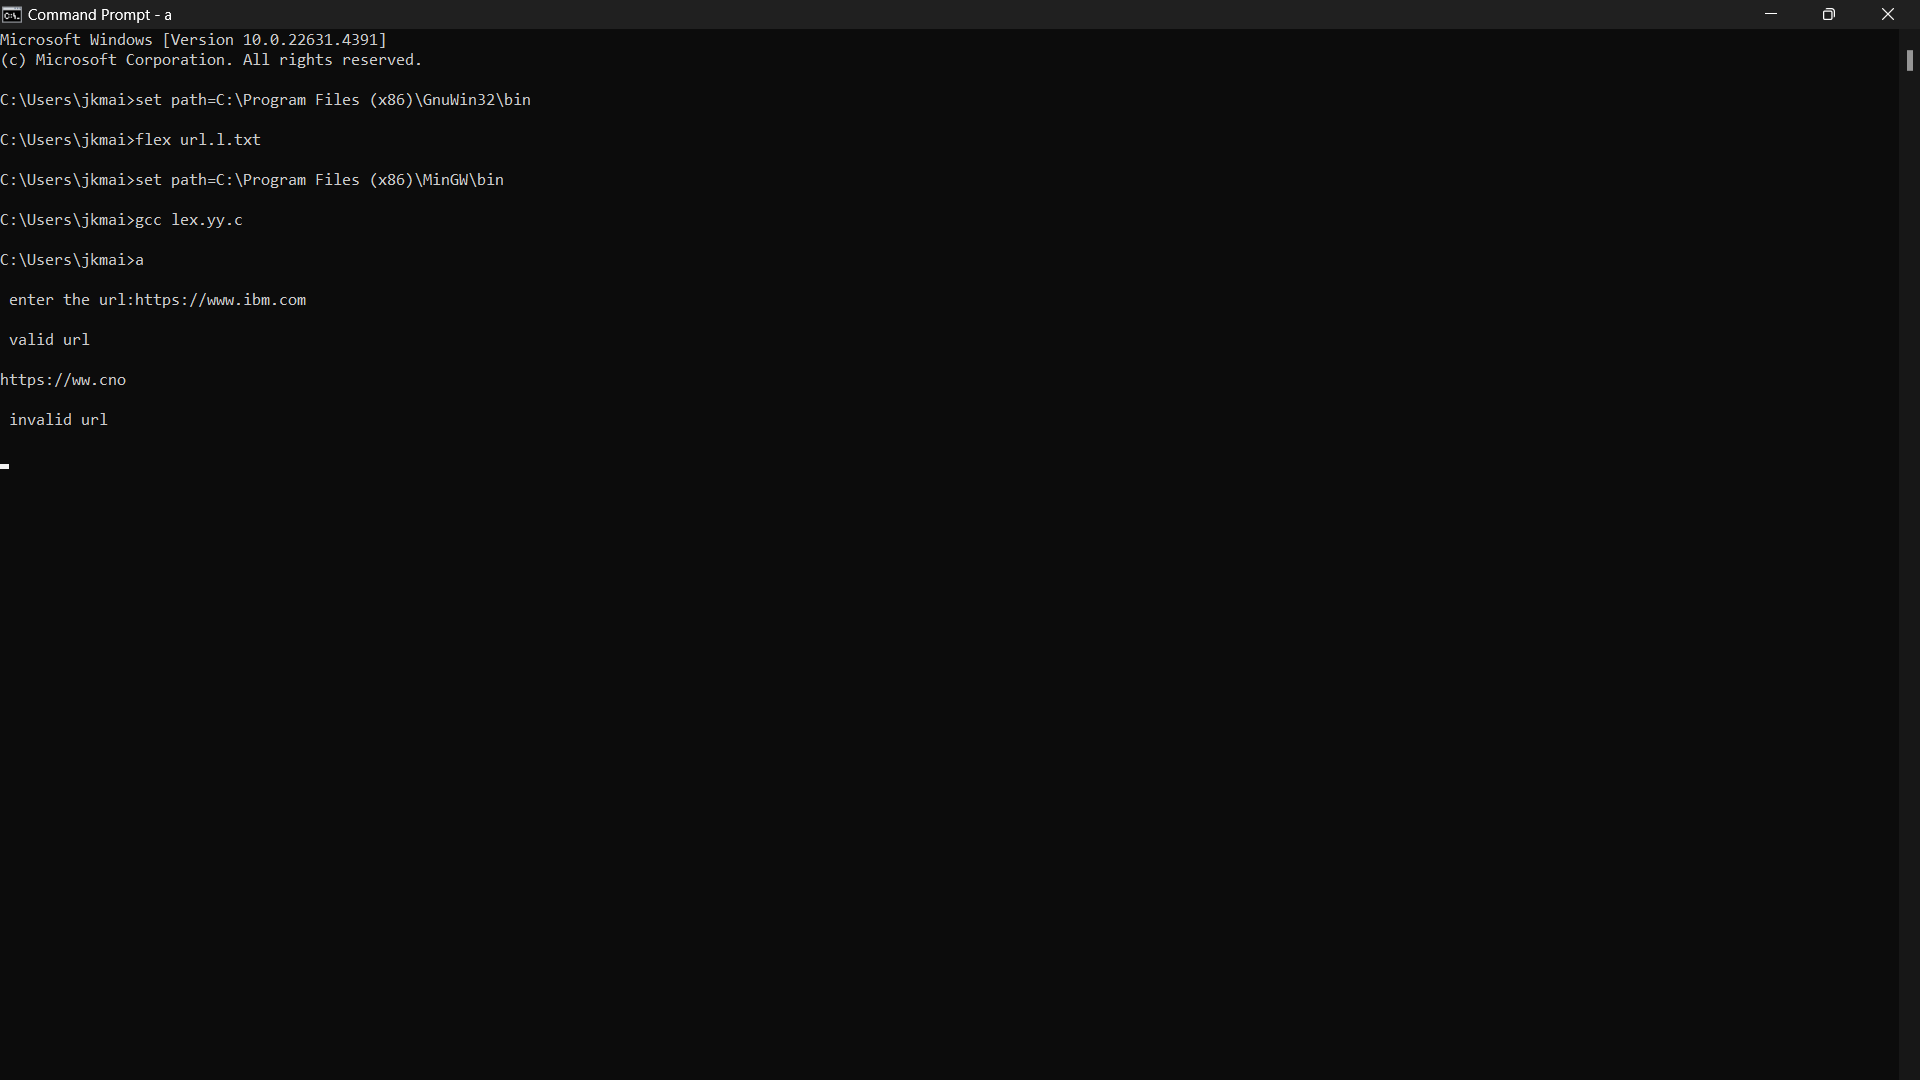 Command Prompt - a
Microsoft Windows [Version 10.0.22631.4391]
(c) Microsoft Corporation. All rights reserved.
C:\Users\jkmai>set path=C:\Program Files (x86)\GnuWin32\bin
C:\Users\jkmai>flex url.l.txt
C:\Users\jkmai>set path=C:\Program Files (x86)\MinGW\bin
C:\Users\jkmai>gcc lex.yy.c
C:\Users\jkmai>a
enter the url:https://www.ibm.com
valid url
https://ww.cno
invalid url